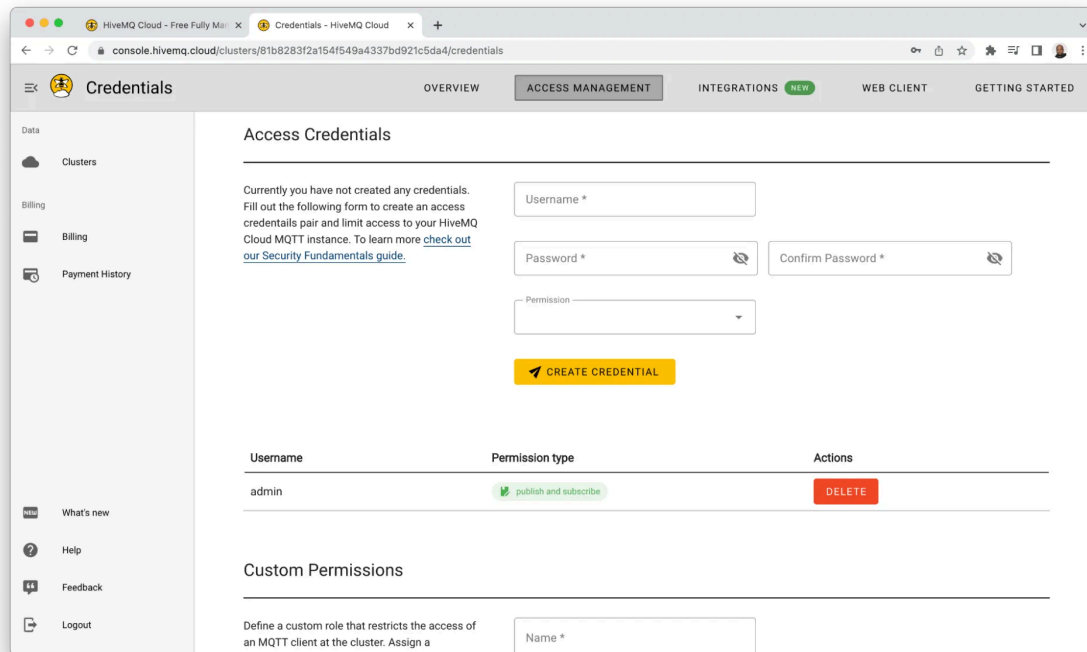 HiveMQ Cloud - Free Fully Man
Credentials - HiveMQ Cloud
console.hivemq.cloud/clusters/81b8283f2a154f549a4337bd921c5da4/credentials
Credentials
OVERVIEW
ACCESS MANAGEMENT
INTEGRATIONS NEW
WEB CLIENT
GETTING STARTED
Data
Clusters
Billing
Billing
Payment History
NEW What's new
Help
Feedback
Logout
Access Credentials
Currently you have not created any credentials.
Fill out the following form to create an access
credentails pair and limit access to your HiveMQ
Cloud MQTT instance. To learn more check out
our Security Fundamentals guide.
Username *
Password *
Confirm Password *
Permission
CREATE CREDENTIAL
Username Permission type Actions
admin publish and subscribe DELETE
Custom Permissions
Define a custom role that restricts the access of
an MQTT client at the cluster. Assign a
Name *